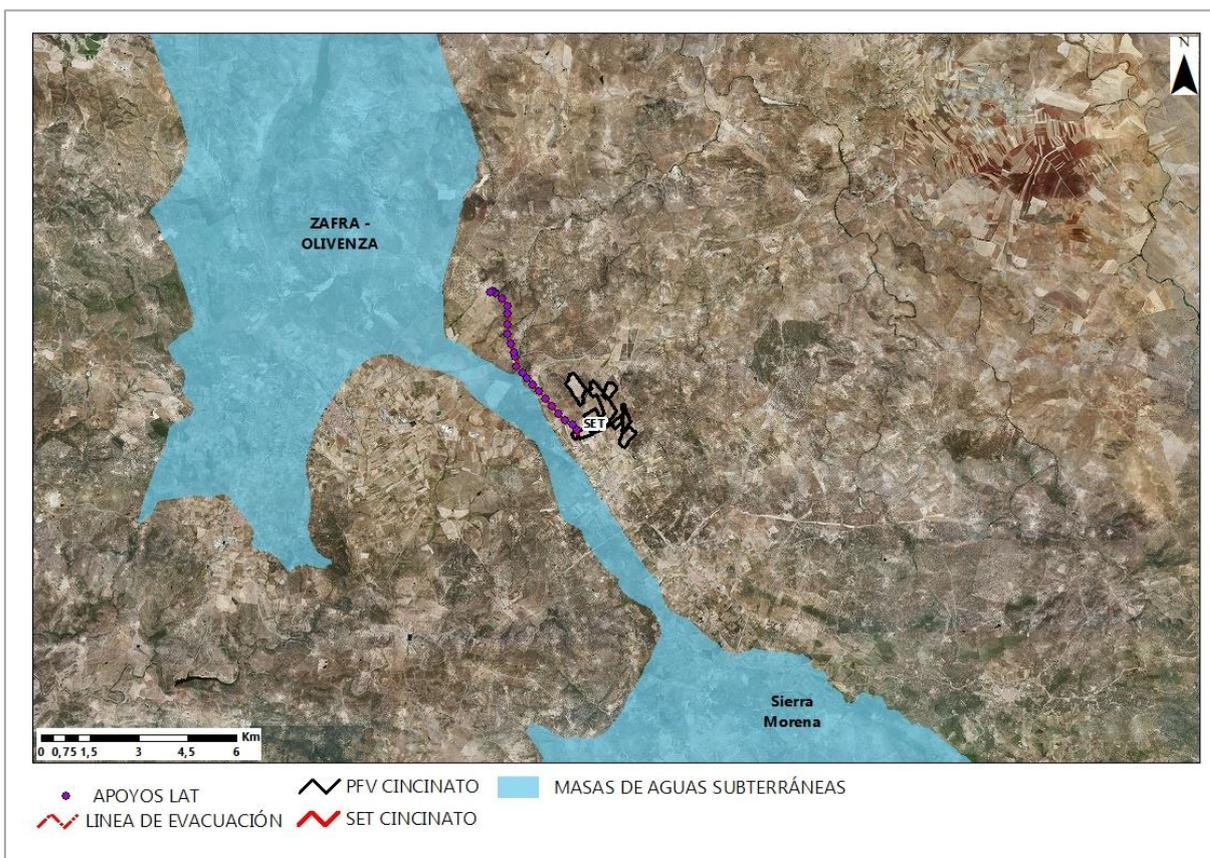 N
ZAFRA -
OLIVENZA
SET
Sierra
Morena
Km
0 0,75 1,5 3 4,5 6
APOYOS LAT
LINEA DE EVACUACIÓN
PFV CINCINATO
SET CINCINATO
MASAS DE AGUAS SUBTERRÁNEAS